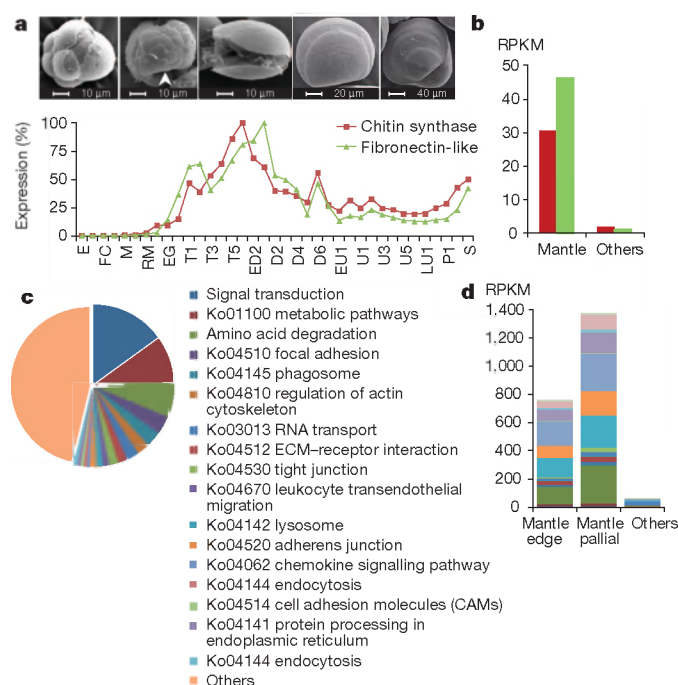 a
10 µm
10 µm
10 µm
20 µm
40 µm
Expression (%)
100
75
50
25
0
Chitin synthase
Fibronectin-like
E
FC
M
RM
EG
T1
T3
T5
ED2
D2
D4
D6
EU1
U1
U3
U5
LU1
P1
S
b
RPKM
50
40
30
20
10
0
Mantle
Others
c
Signal transduction
Ko01100 metabolic pathways
Amino acid degradation
Ko04510 focal adhesion
Ko04145 phagosome
Ko04810 regulation of actin
cytoskeleton
Ko03013 RNA transport
Ko04512 ECM–receptor interaction
Ko04530 tight junction
Ko04670 leukocyte transendothelial
migration
Ko04142 lysosome
Ko04520 adherens junction
Ko04062 chemokine signalling pathway
Ko04144 endocytosis
Ko04514 cell adhesion molecules (CAMs)
Ko04141 protein processing in
endoplasmic reticulum
Ko04144 endocytosis
Others
d
RPKM
1,400
1,200
1,000
800
600
400
200
0
Mantle
edge
Mantle
pallial
Others